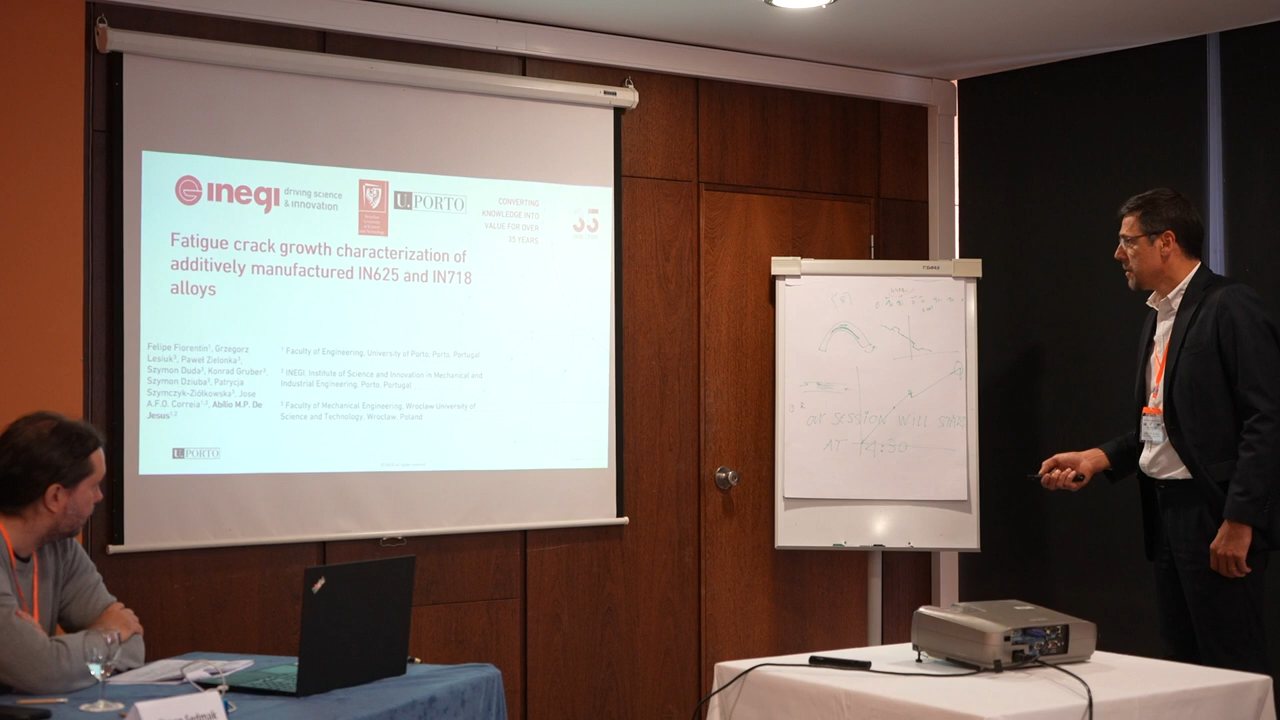 inegi driving science
& innovation
U.PORTO
CONVERTING
KNOWLEDGE INTO
VALUE FOR OVER
35 YEARS
35
Fatigue crack growth characterization of
additively manufactured IN625 and IN718
alloys
Felipe Fiorentin¹, Grzegorz
Lesiuk³, Paweł Zielonka³,
Szymon Duda³, Konrad Gruber³,
Szymon Dziuba³, Patrycja
Szymczyk-Ziółkowska³, Jose
A.F.O. Correia¹,², Abílio M.P. De
Jesus¹,²
¹ Faculty of Engineering, University of Porto, Porto, Portugal
² INEGI, Institute of Science and Innovation in Mechanical and
Industrial Engineering, Porto, Portugal
³ Faculty of Mechanical Engineering, Wroclaw University of
Science and Technology, Wroclaw, Poland
U.PORTO
SESSION WILL START
AT 14:30